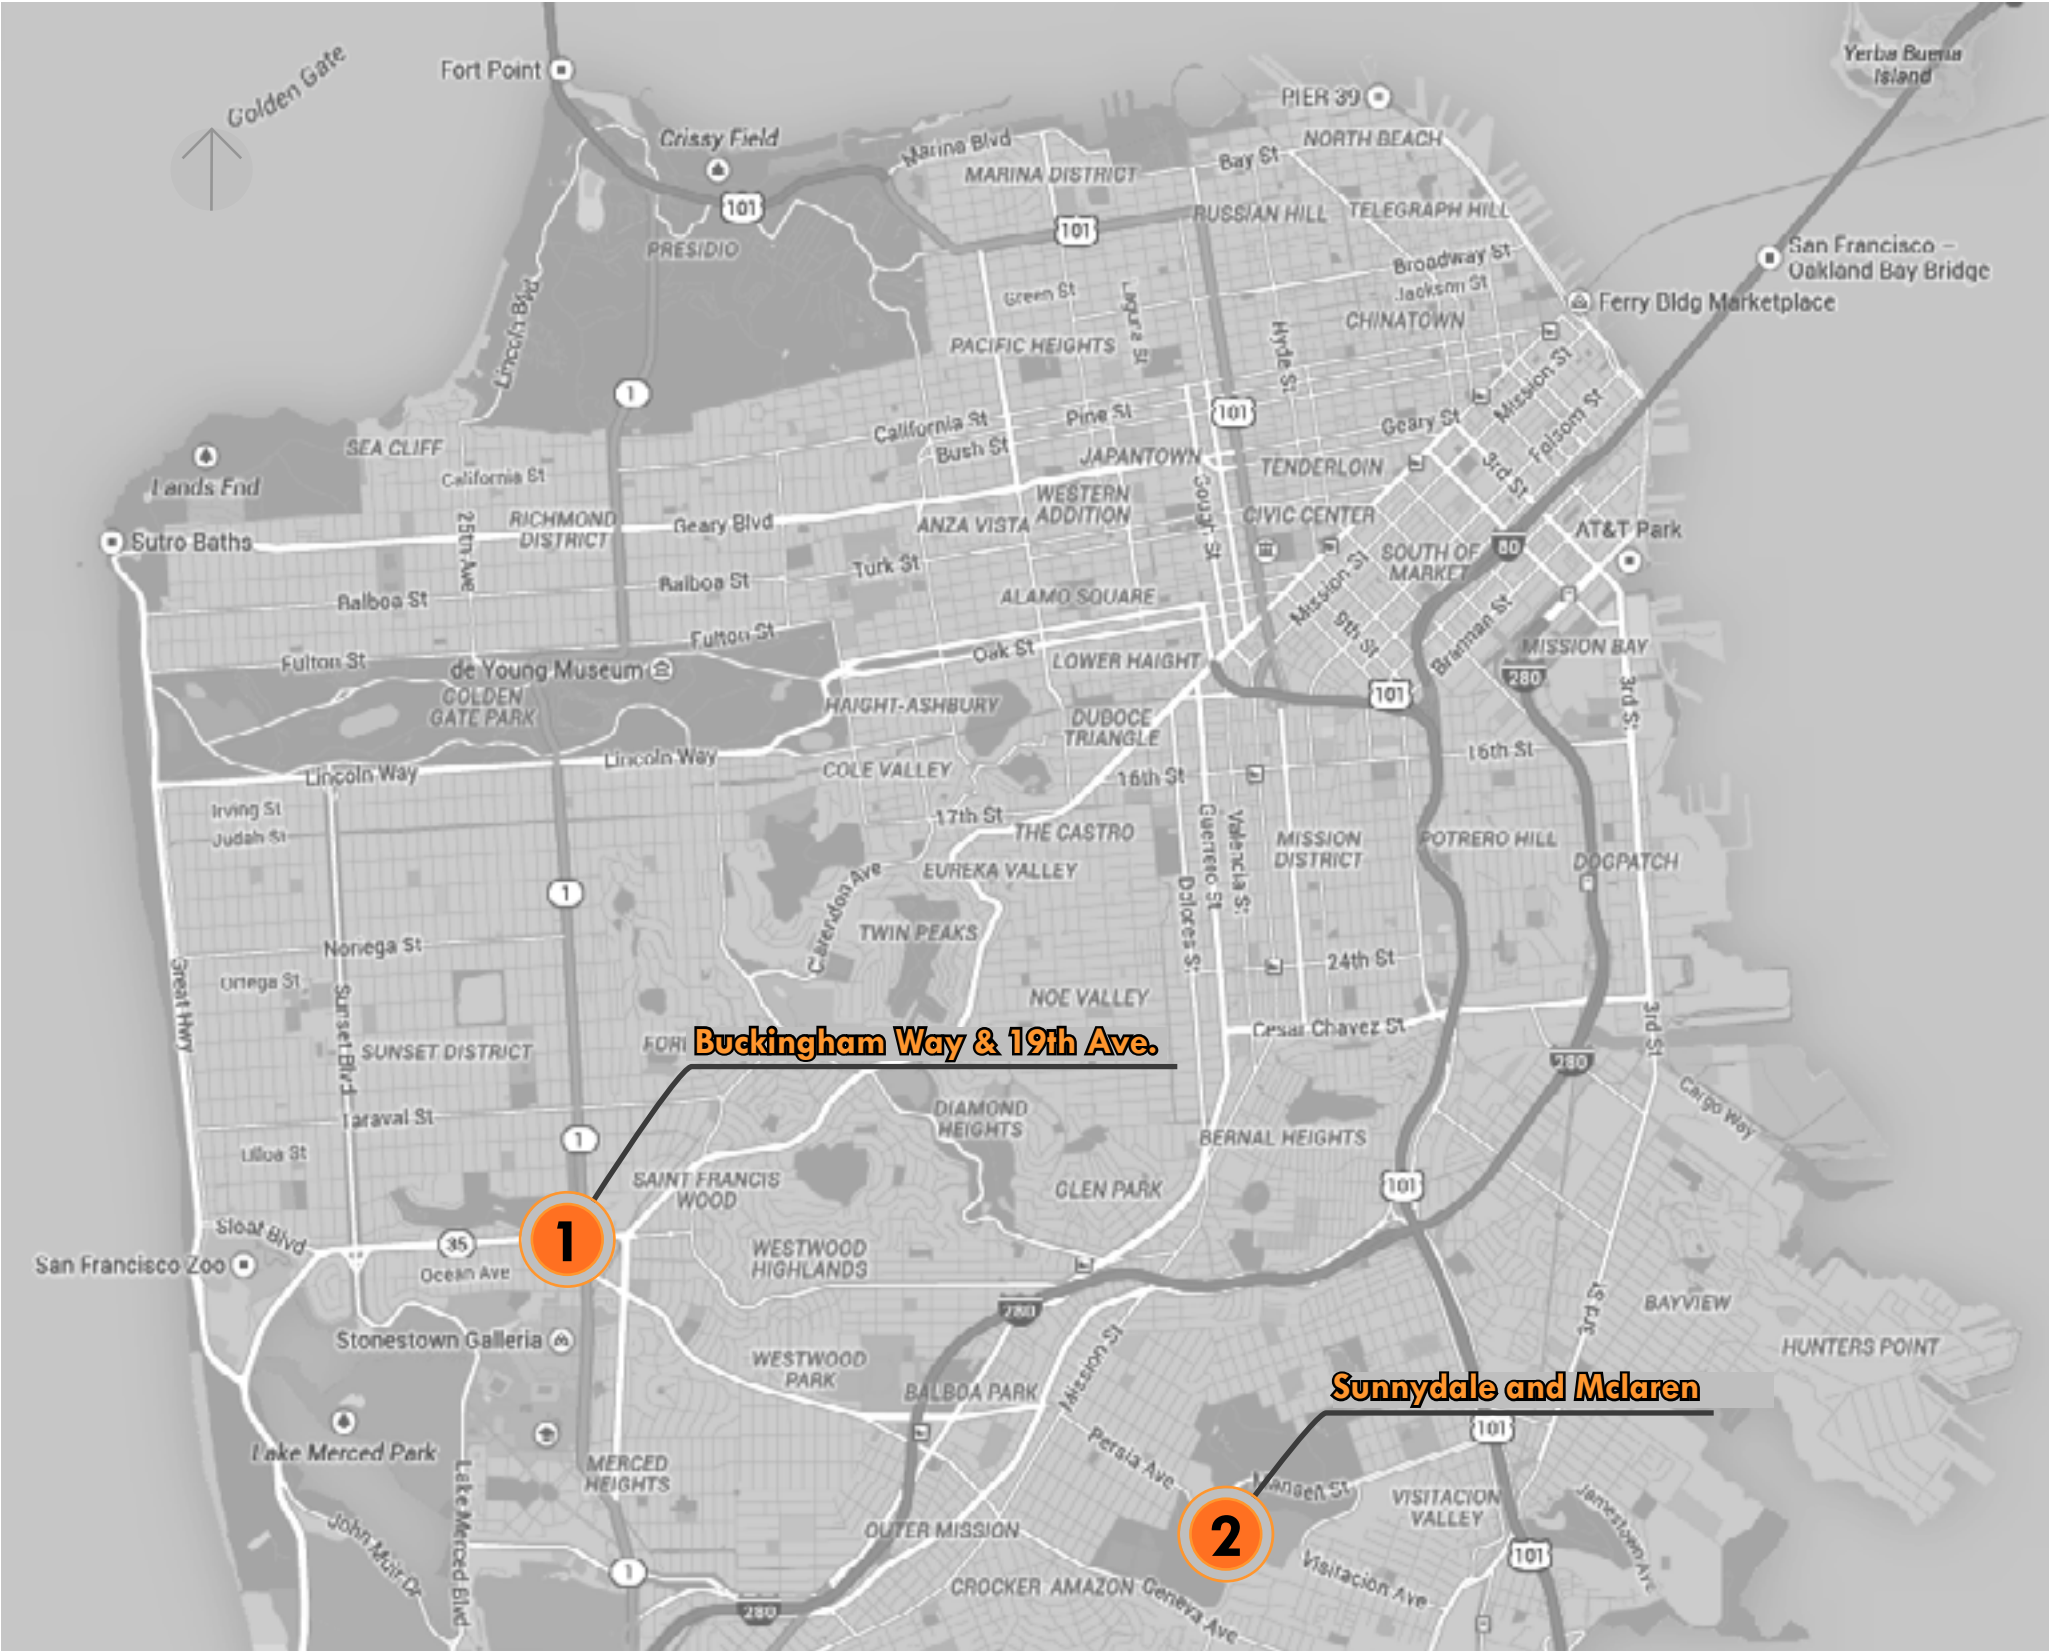 Golden Gate
Fort Point
Yerba Buena
Island
PIER 39
Crissy Field
NORTH BEACH
Marina Blvd
Bay St
MARINA DISTRICT
101
RUSSIAN HILL
TELEGRAPH HILL
101
PRESIDIO
San Francisco –
Oakland Bay Bridge
Broadway St
Jackson St
Green St
Laguna St
Ferry Bldg Marketplace
CHINATOWN
Lincoln Blvd
PACIFIC HEIGHTS
Hyde St
Mission St
1
101
Folsom St
California St
Pine St
Geary St
SEA CLIFF
Bush St
JAPANTOWN
TENDERLOIN
3rd St
California St
Lands End
WESTERN
ADDITION
Gough St
25th Ave
RICHMOND
DISTRICT
Geary Blvd
ANZA VISTA
CIVIC CENTER
AT&T Park
Sutro Baths
80
SOUTH OF
MARKET
Turk St
Balboa St
Balboa St
ALAMO SQUARE
Mission St
9th St
Brannan St
Fulton St
MISSION BAY
Fulton St
Oak St
LOWER HAIGHT
de Young Museum
280
101
GOLDEN
GATE PARK
HAIGHT-ASHBURY
3rd St
DUBOCE
TRIANGLE
16th St
Lincoln Way
Lincoln Way
COLE VALLEY
16th St
Irving St
17th St
Judah St
THE CASTRO
Guerrero St
Valencia St
MISSION
DISTRICT
POTRERO HILL
DOGPATCH
EUREKA VALLEY
Clarendon Ave
1
Dolores St
TWIN PEAKS
Noriega St
24th St
Great Hwy
Ortega St
Sunset Blvd
NOE VALLEY
Cesar Chavez St
3rd St
SUNSET DISTRICT
FOR
Buckingham Way & 19th Ave.
280
Cargo Way
Taraval St
DIAMOND
HEIGHTS
1
BERNAL HEIGHTS
Ulloa St
SAINT FRANCIS
WOOD
GLEN PARK
101
Sloat Blvd
35
1
WESTWOOD
HIGHLANDS
San Francisco Zoo
Ocean Ave
280
3rd St
BAYVIEW
Stonestown Galleria
HUNTERS POINT
WESTWOOD
PARK
Mission St
BALBOA PARK
Sunnydale and Mclaren
101
Lake Merced Park
Persia Ave
MERCED
HEIGHTS
Mansell St
VISITACION
VALLEY
Jamestown Ave
Lake Merced Blvd
John Muir Dr
OUTER MISSION
2
101
1
Visitacion Ave
CROCKER AMAZON
Geneva Ave
280